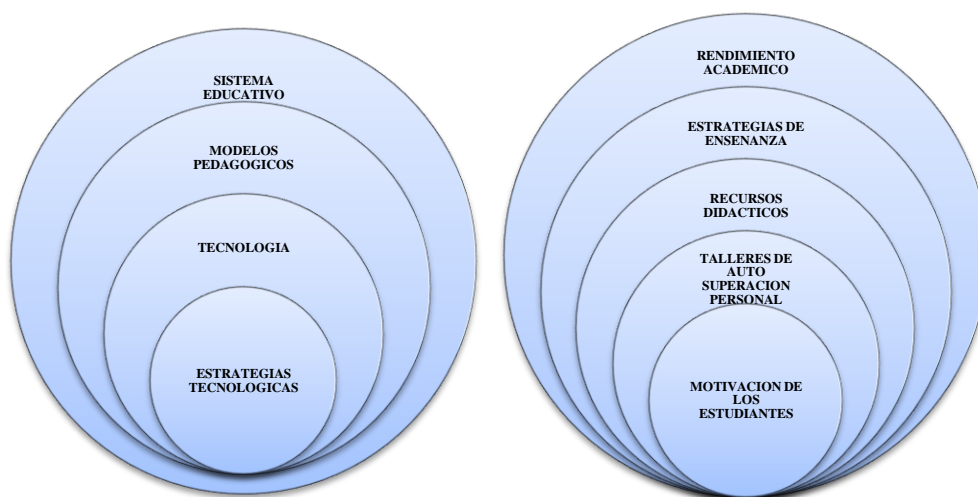 SISTEMA
EDUCATIVO
MODELOS
PEDAGOGICOS
TECNOLOGIA
ESTRATEGIAS
TECNOLOGICAS
RENDIMIENTO
ACADEMICO
ESTRATEGIAS DE
ENSENANZA
RECURSOS
DIDACTICOS
TALLERES DE
AUTO
SUPERACION
PERSONAL
MOTIVACION DE
LOS
ESTUDIANTES